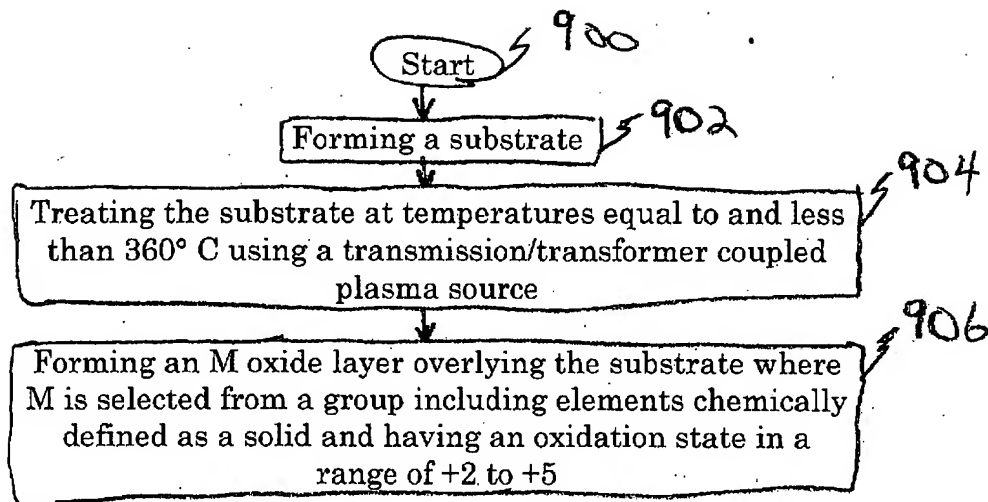 Start 900
Forming a substrate 902
904
Treating the substrate at temperatures equal to and less
than 360° C using a transmission/transformer coupled
plasma source
906
Forming an M oxide layer overlying the substrate where
M is selected from a group including elements chemically
defined as a solid and having an oxidation state in a
range of +2 to +5